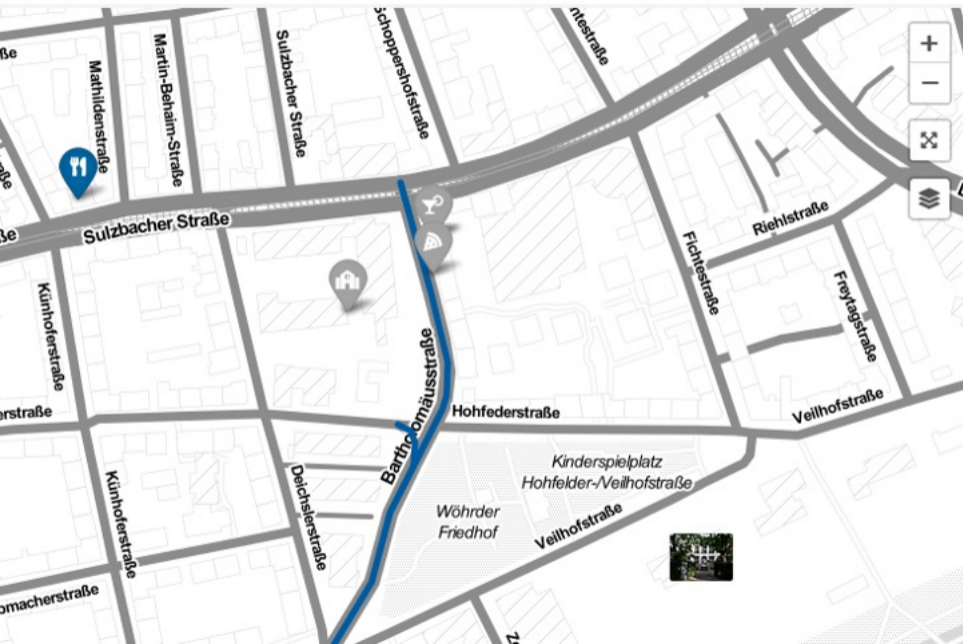 Mathildenstraße
Martin-Behaim-Straße
Sulzbacher Straße
Schoppershofstraße
Sulzbacher Straße
Künhoferstraße
Fichtestraße
Riehlstraße
Freytagstraße
Bartholomäusstraße
Hohfederstraße
Veilhofstraße
Kinderspielplatz
Hohfelder-/Veilhofstraße
Wöhrder
Friedhof
Veilhofstraße
Deichslerstraße
Künhoferstraße